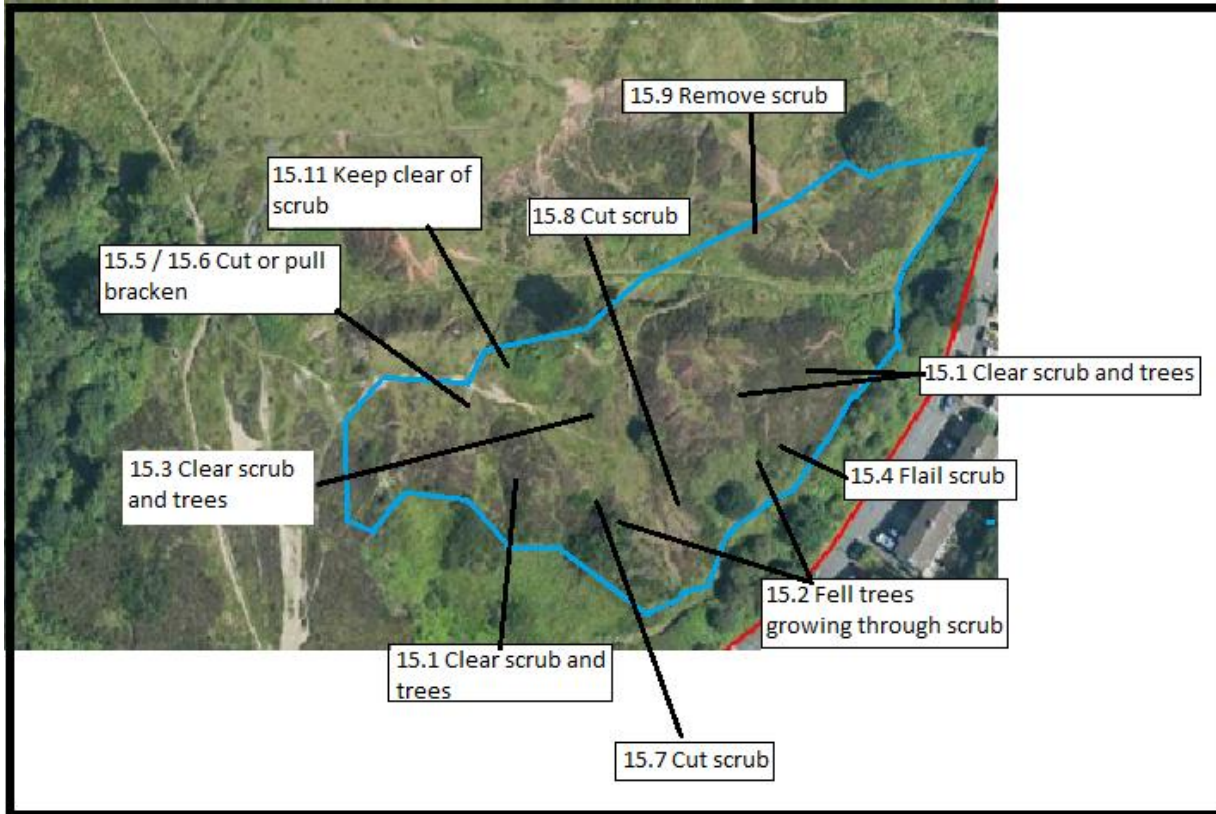 15.9 Remove scrub
15.11 Keep clear of
scrub
15.8 Cut scrub
15.5 / 15.6 Cut or pull
bracken
15.1 Clear scrub and trees
15.3 Clear scrub
and trees
15.4 Flail scrub
15.2 Fell trees
growing through scrub
15.1 Clear scrub and
trees
15.7 Cut scrub